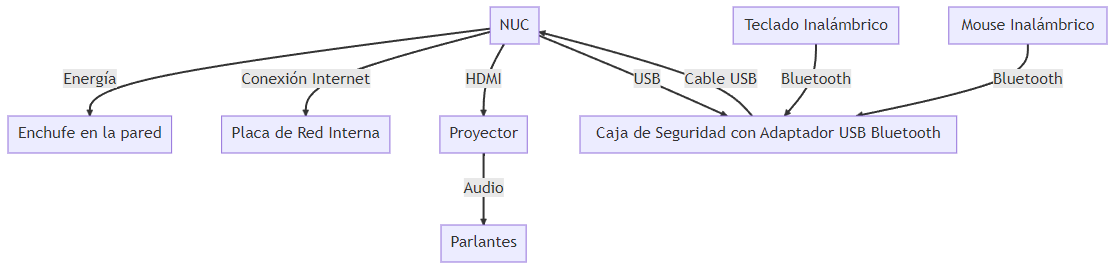 NUC
Teclado Inalámbrico
Mouse Inalámbrico
Energía
Conexión Internet
HDMI
USB
Cable USB
Bluetooth
Bluetooth
Enchufe en la pared
Placa de Red Interna
Proyector
Caja de Seguridad con Adaptador USB Bluetooth
Audio
Parlantes